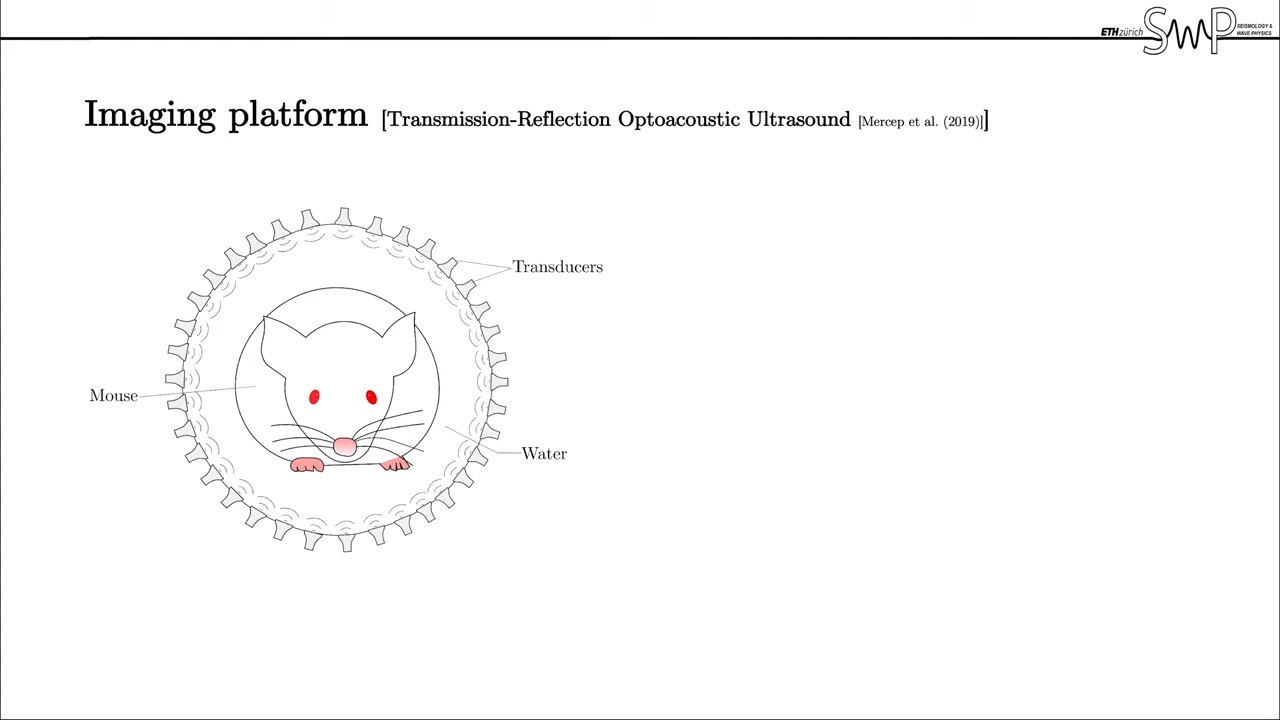 ETH zürich
SWP
SEISMOLOGY &
WAVE PHYSICS
Imaging platform [Transmission-Reflection Optoacoustic Ultrasound [Mercep et al. (2019)]]
Transducers
Mouse
Water